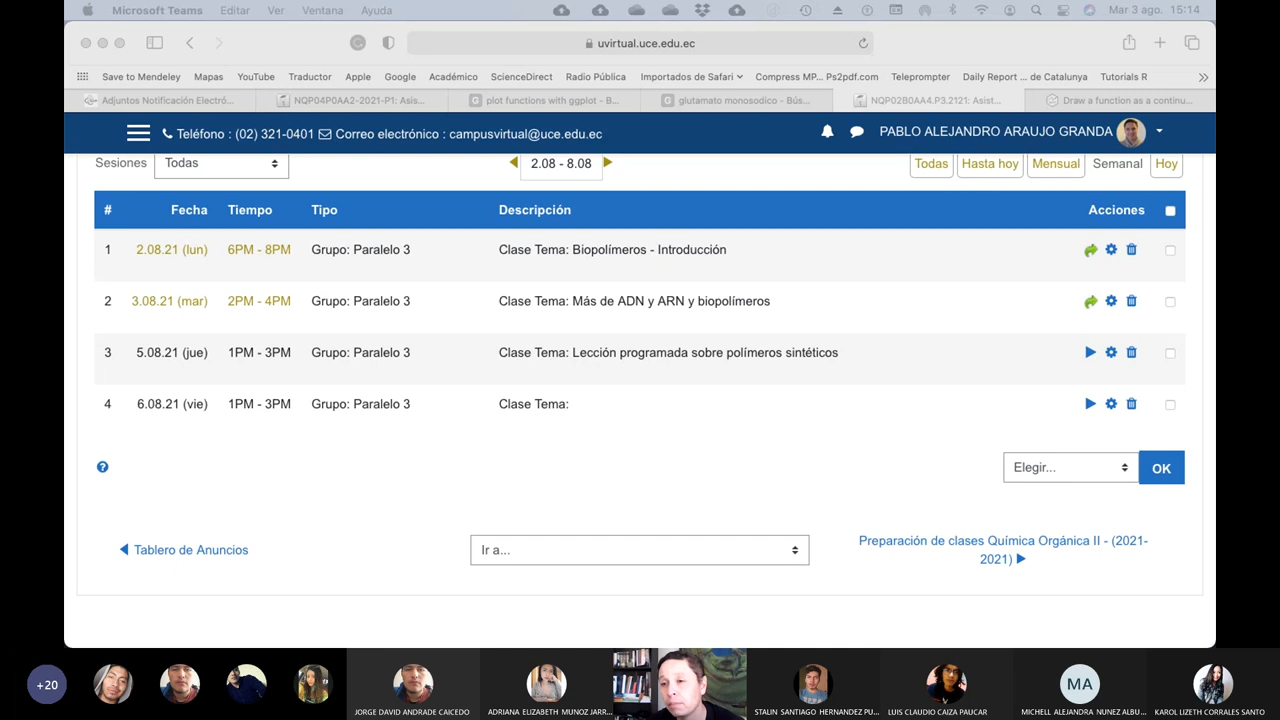 Microsoft Teams Editar Ver Ventana Ayuda Mar 3 ago. 15:14
uvirtual.uce.edu.ec
Save to Mendeley Mapas YouTube Traductor Apple Google Académico ScienceDirect Radio Pública Importados de Safari Compress MP... Ps2pdf.com Teleprompter Daily Report ... de Catalunya Tutorials R
Adjuntos Notificación Electró... NQP04P0AA2-2021-P1: Asis... plot functions with ggplot - B... glutamato monosodico - Bús... NQP02B0AA4.P3.2121: Asist... Draw a function as a continu...
Teléfono : (02) 321-0401 Correo electrónico : campusvirtual@uce.edu.ec PABLO ALEJANDRO ARAUJO GRANDA
Sesiones Todas 2.08 - 8.08 Todas Hasta hoy Mensual Semanal Hoy
# Fecha Tiempo Tipo Descripción Acciones
1 2.08.21 (lun) 6PM - 8PM Grupo: Paralelo 3 Clase Tema: Biopolímeros - Introducción
2 3.08.21 (mar) 2PM - 4PM Grupo: Paralelo 3 Clase Tema: Más de ADN y ARN y biopolímeros
3 5.08.21 (jue) 1PM - 3PM Grupo: Paralelo 3 Clase Tema: Lección programada sobre polímeros sintéticos
4 6.08.21 (vie) 1PM - 3PM Grupo: Paralelo 3 Clase Tema:
? Elegir... OK
Tablero de Anuncios Ir a... Preparación de clases Química Orgánica II - (2021-
2021)
+20 MA
JORGE DAVID ANDRADE CAICEDO ADRIANA ELIZABETH MUNOZ JARR... STALIN SANTIAGO HERNANDEZ PU... LUIS CLAUDIO CAIZA PAUCAR MICHELL ALEJANDRA NUNEZ ALBU... KAROL LIZETH CORRALES SANTO